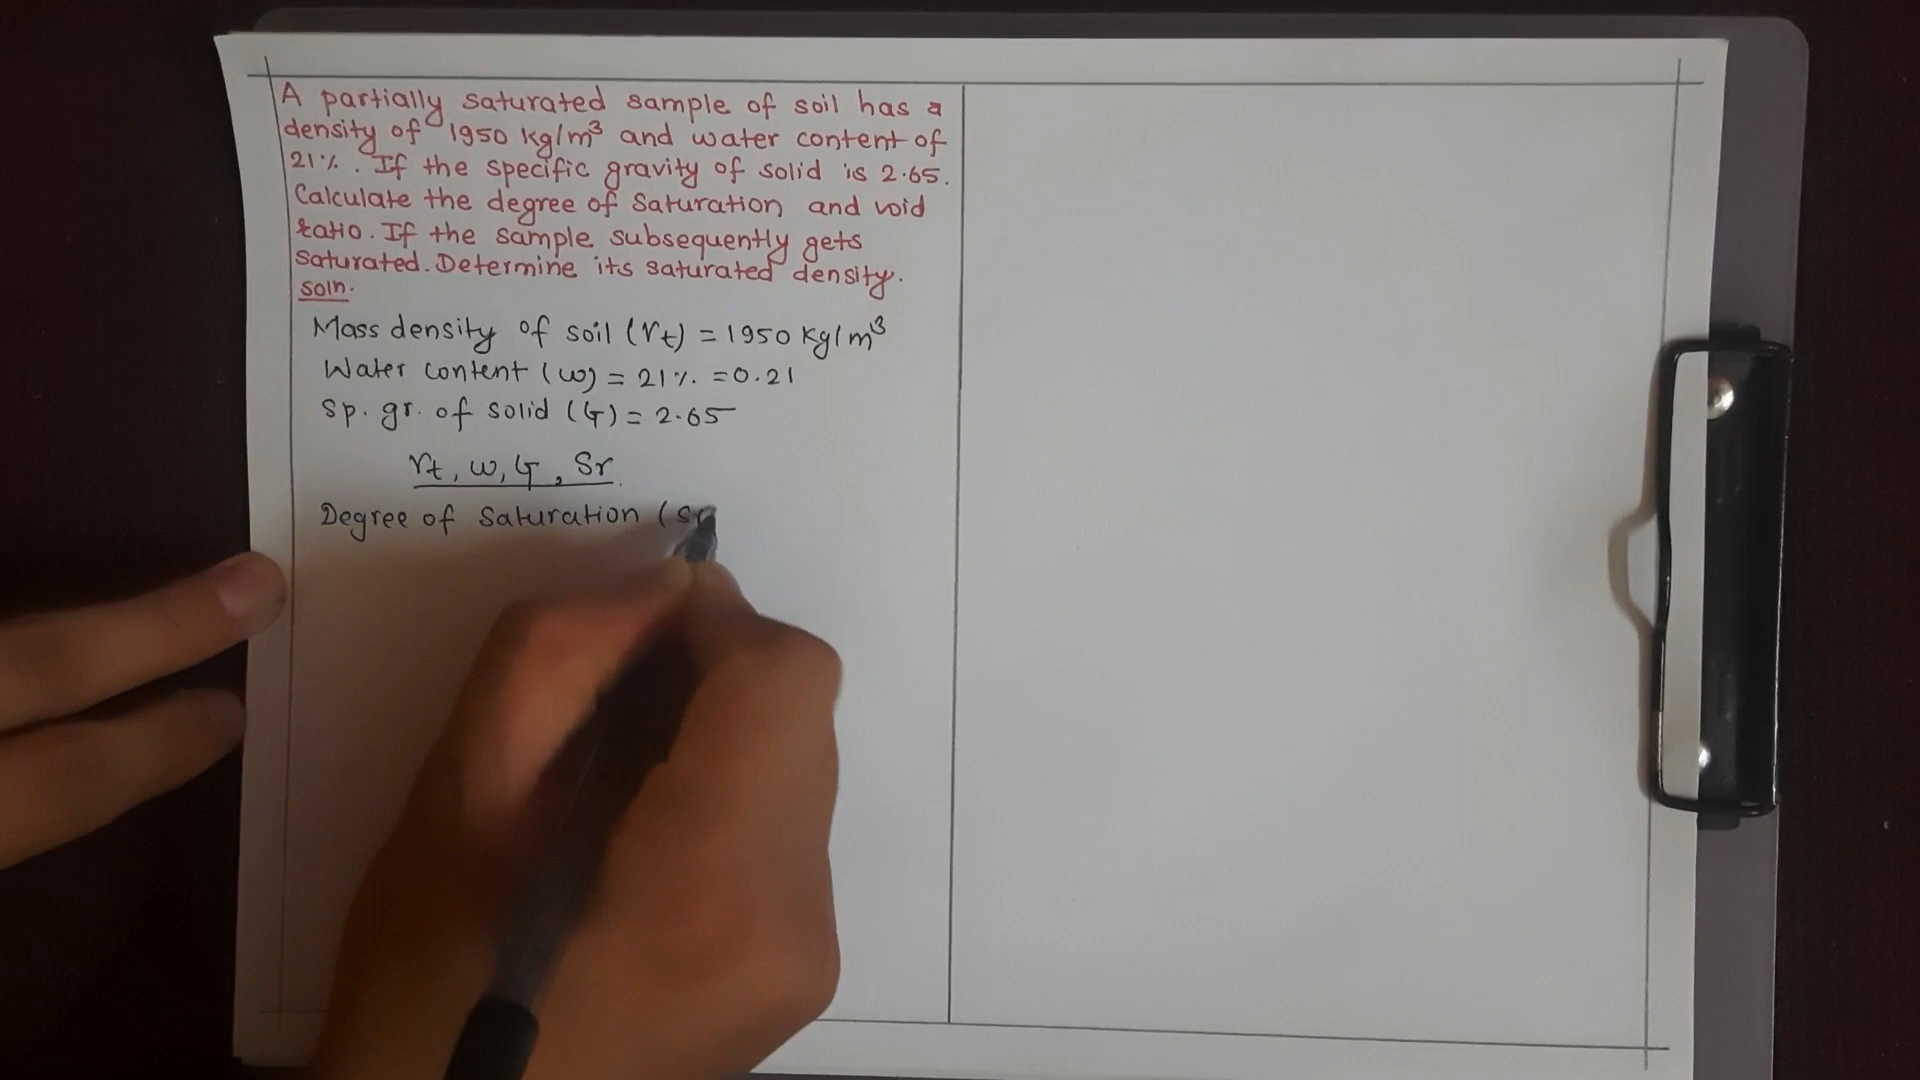 A partially saturated sample of soil has a
density of 1950 kg/m³ and water content of
21%. If the specific gravity of solid is 2.65.
Calculate the degree of saturation and void
ratio. If the sample subsequently gets
saturated. Determine its saturated density.
soln.
Mass density of soil (γt) = 1950 kg/m³
Water content (ω) = 21% = 0.21
Sp. gr. of solid (G) = 2.65
γt, ω, G, Sr.
Degree of saturation (Sr